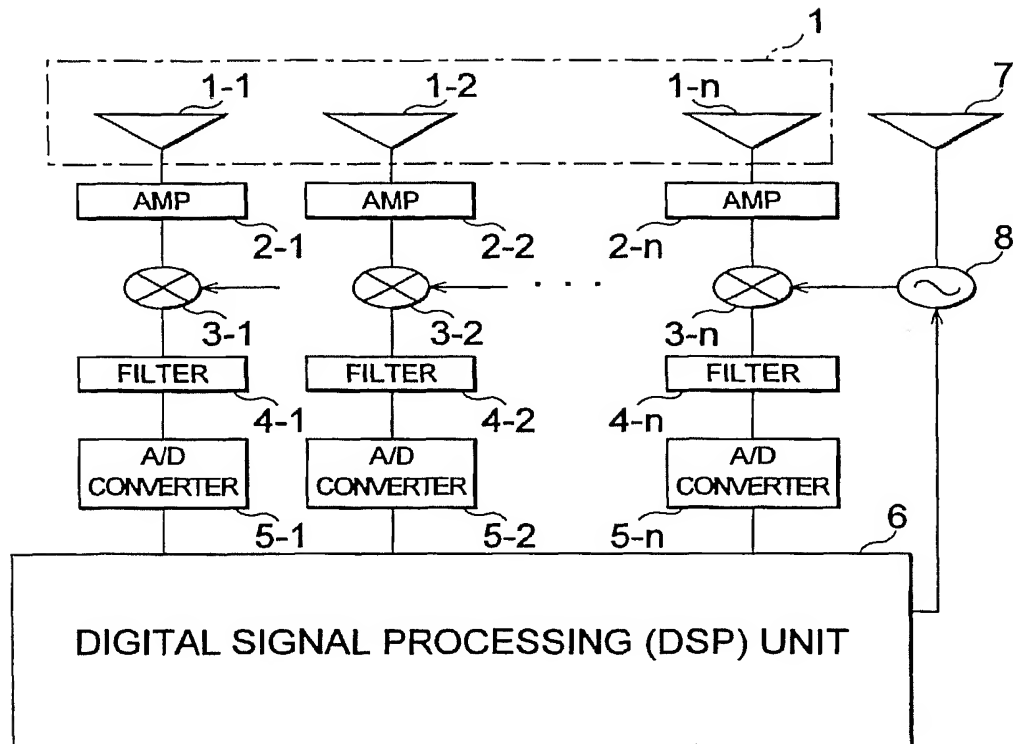 1
1-1 1-2 1-n 7
AMP AMP AMP
2-1 2-2 2-n 8
. . .
3-1 3-2 3-n
FILTER FILTER FILTER
4-1 4-2 4-n
A/D A/D A/D
CONVERTER CONVERTER CONVERTER
5-1 5-2 5-n 6
DIGITAL SIGNAL PROCESSING (DSP) UNIT